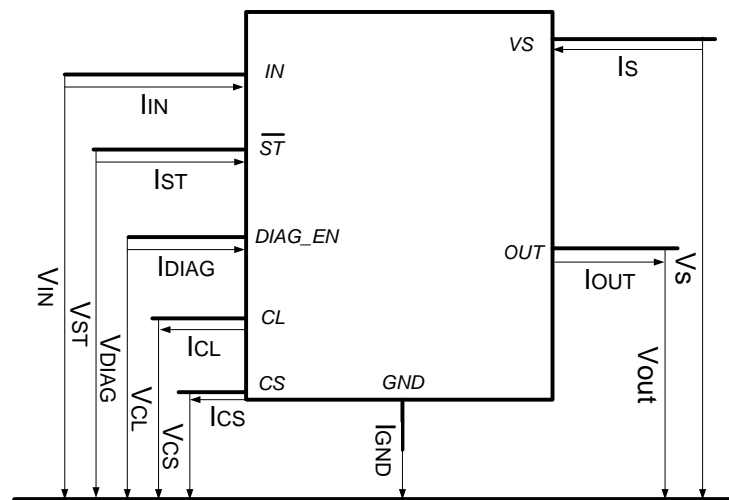 VS
IS
IN
IIN
ST
IST
DIAG_EN
IDIAG
OUT
IOUT
CL
ICL
CS
ICS
GND
IGND
VIN
VST
VDIAG
VCL
VCS
Vout
Vs